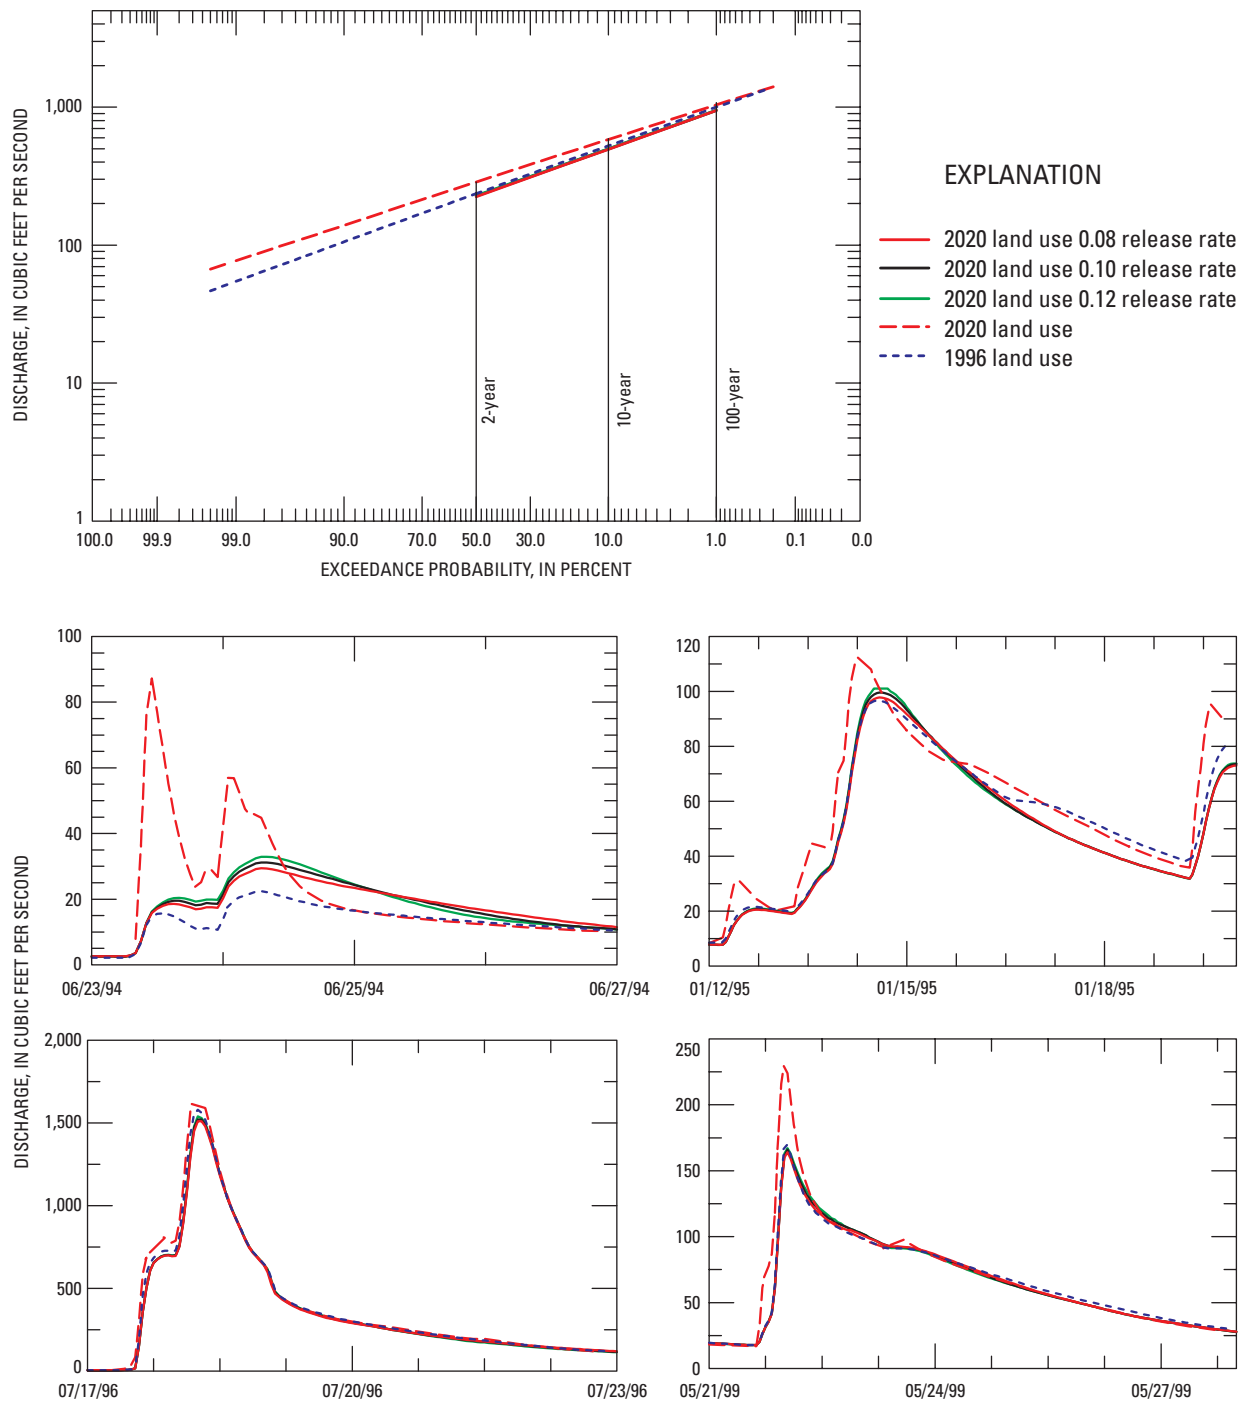 DISCHARGE, IN CUBIC FEET PER SECOND
1,000
100
10
1
2-year
10-year
100-year
100.0 99.9 99.0 90.0 70.0 50.0 30.0 10.0 1.0 0.1 0.0
EXCEEDANCE PROBABILITY, IN PERCENT
EXPLANATION
2020 land use 0.08 release rate
2020 land use 0.10 release rate
2020 land use 0.12 release rate
2020 land use
1996 land use
DISCHARGE, IN CUBIC FEET PER SECOND
100
80
60
40
20
0
06/23/94 06/25/94 06/27/94
120
100
80
60
40
20
0
01/12/95 01/15/95 01/18/95
2,000
1,500
1,000
500
0
07/17/96 07/20/96 07/23/96
250
200
150
100
50
0
05/21/99 05/24/99 05/27/99